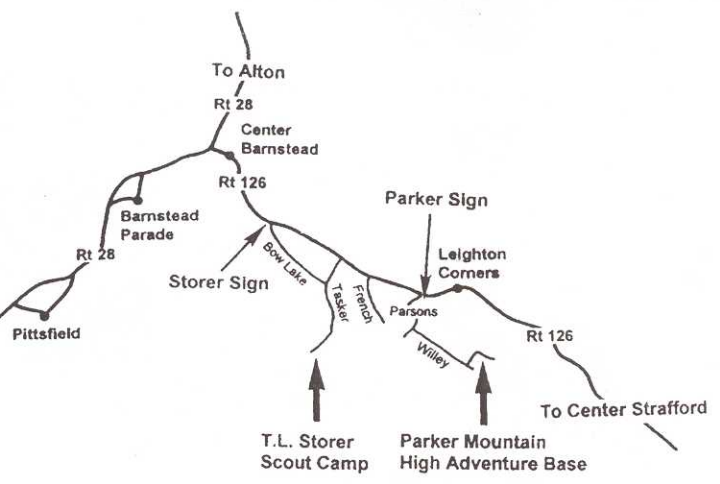 To Alton
Rt 28
Center
Barnstead
Rt 126
Parker Sign
Barnstead
Parade
Rt 28
Bow Lake
Leighton
Corners
Storer Sign
Tasker
French
Parsons
Pittsfield
Willey
Rt 126
To Center Strafford
T.L. Storer
Scout Camp
Parker Mountain
High Adventure Base